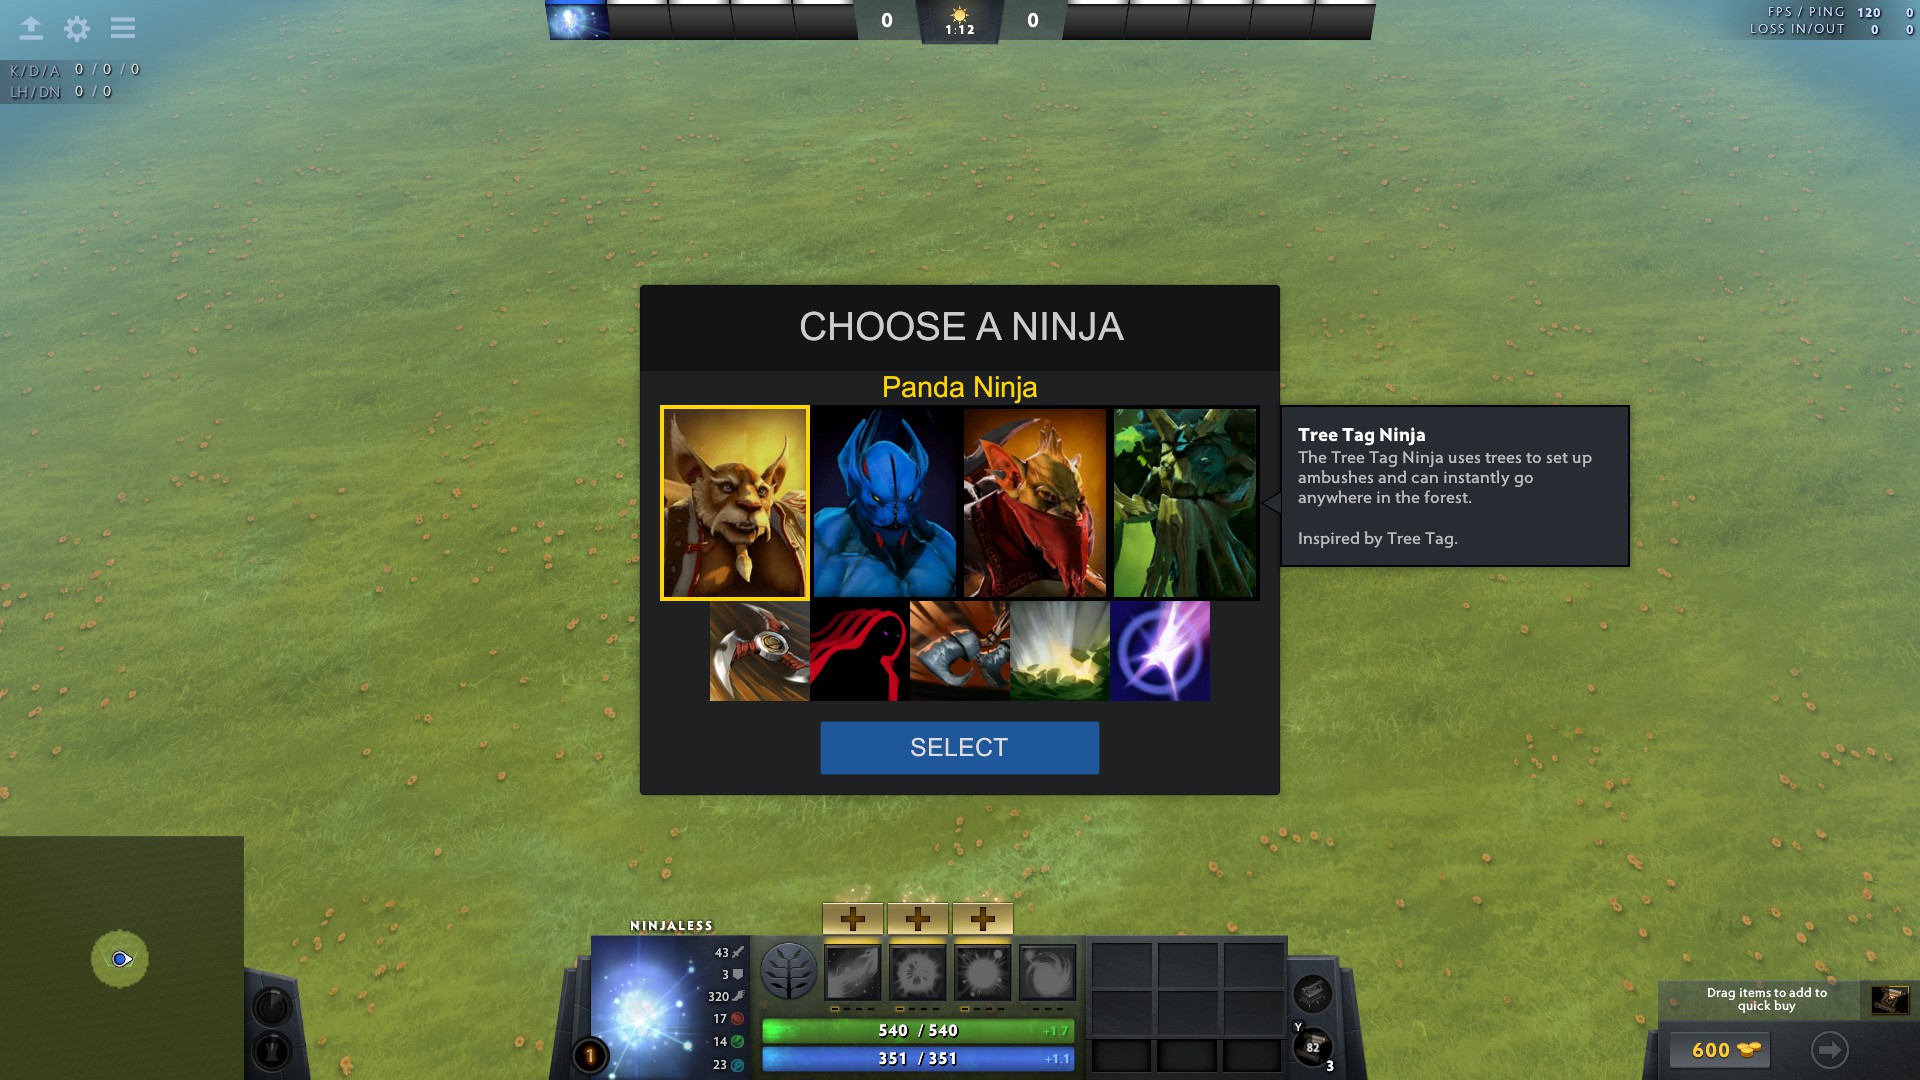 0
1:12
0
FPS / PING 120 0
LOSS IN/OUT 0 0
K/D/A 0 / 0 / 0
LH/DN 0 / 0
CHOOSE A NINJA
Panda Ninja
Tree Tag Ninja
The Tree Tag Ninja uses trees to set up
ambushes and can instantly go
anywhere in the forest.
Inspired by Tree Tag.
SELECT
NINJALESS
43
3
320
17
14
23
1
540 / 540
+1.7
351 / 351
+1.1
Y
82
3
Drag items to add to
quick buy
600